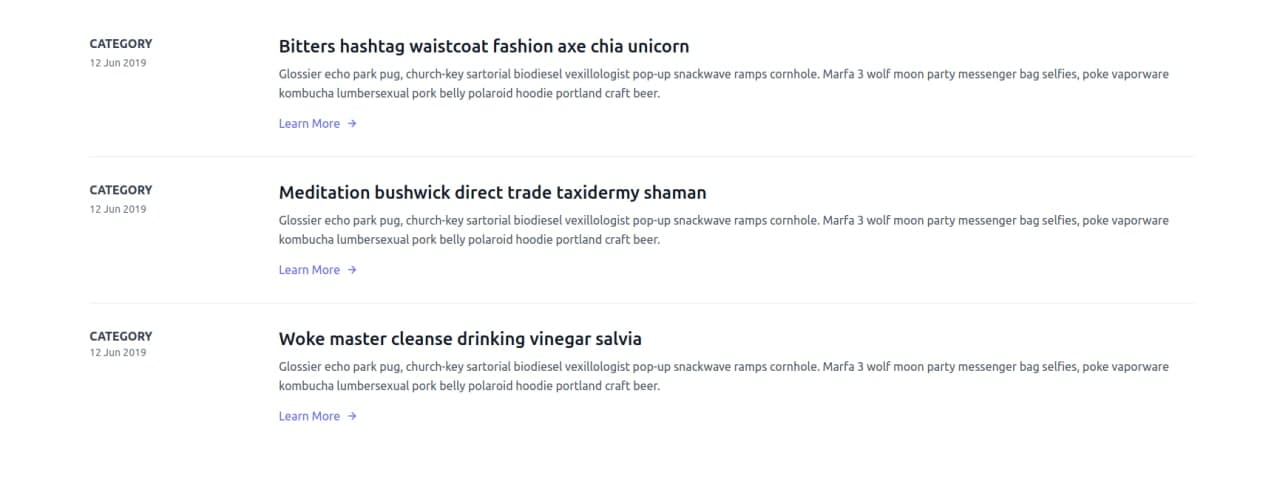 CATEGORY
12 Jun 2019
Bitters hashtag waistcoat fashion axe chia unicorn
Glossier echo park pug, church-key sartorial biodiesel vexillologist pop-up snackwave ramps cornhole. Marfa 3 wolf moon party messenger bag selfies, poke vaporware
kombucha lumbersexual pork belly polaroid hoodie portland craft beer.
Learn More →
CATEGORY
12 Jun 2019
Meditation bushwick direct trade taxidermy shaman
Glossier echo park pug, church-key sartorial biodiesel vexillologist pop-up snackwave ramps cornhole. Marfa 3 wolf moon party messenger bag selfies, poke vaporware
kombucha lumbersexual pork belly polaroid hoodie portland craft beer.
Learn More →
CATEGORY
12 Jun 2019
Woke master cleanse drinking vinegar salvia
Glossier echo park pug, church-key sartorial biodiesel vexillologist pop-up snackwave ramps cornhole. Marfa 3 wolf moon party messenger bag selfies, poke vaporware
kombucha lumbersexual pork belly polaroid hoodie portland craft beer.
Learn More →